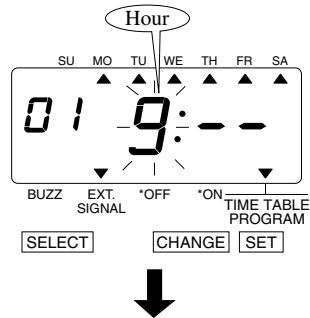 Hour
SU MO TU WE TH FR SA
01 9:--
BUZZ EXT. SIGNAL *OFF *ON TIME TABLE PROGRAM
SELECT CHANGE SET